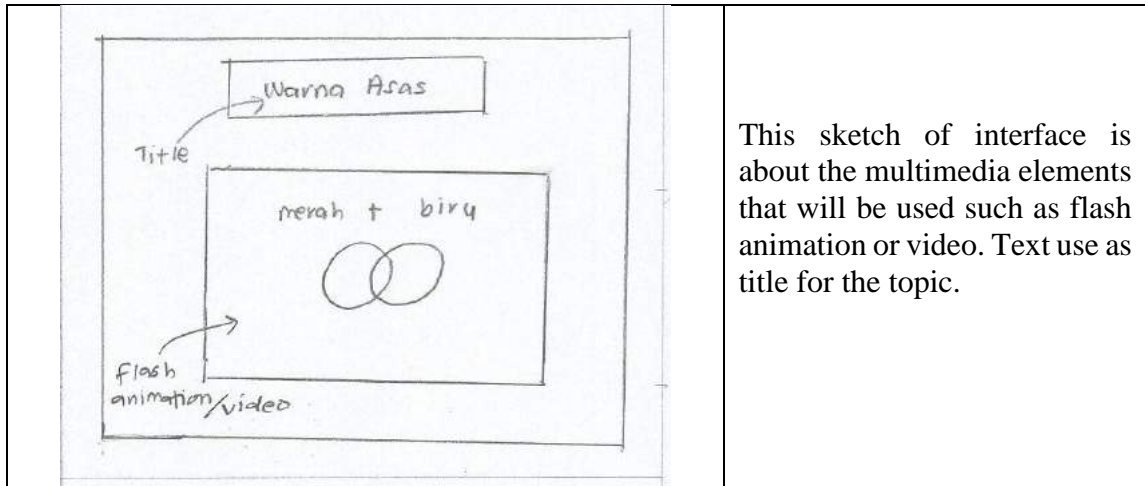 Warna Asas
Title
merah + biru
flash
animation/video
This sketch of interface is
about the multimedia elements
that will be used such as flash
animation or video. Text use as
title for the topic.